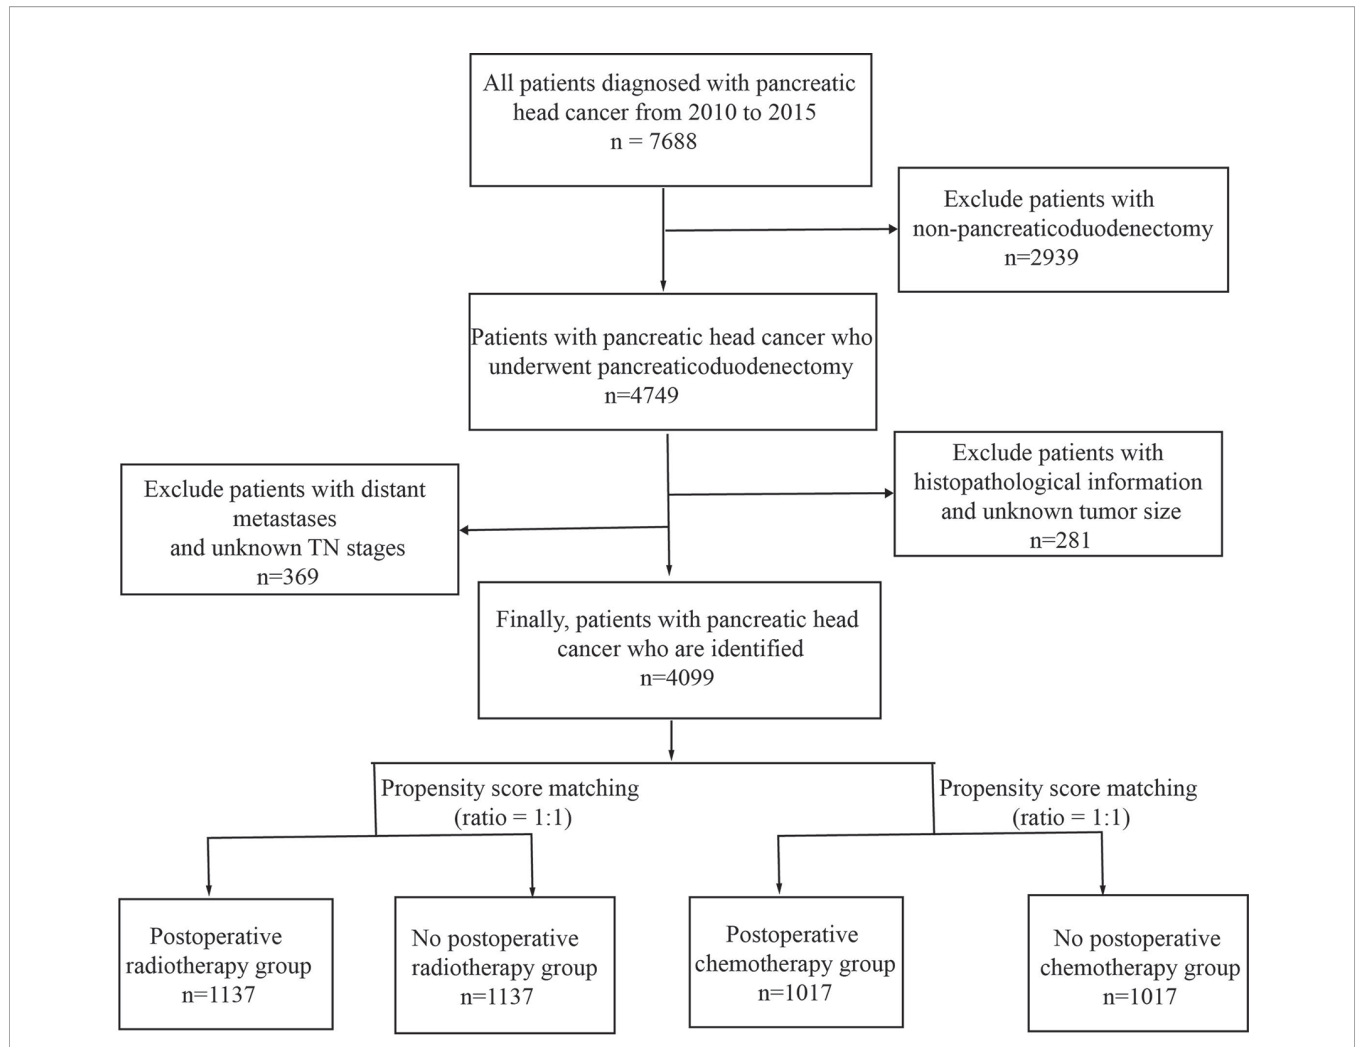 All patients diagnosed with pancreatic
head cancer from 2010 to 2015
n = 7688
Exclude patients with
non-pancreaticoduodenectomy
n=2939
Patients with pancreatic head cancer who
underwent pancreaticoduodenectomy
n=4749
Exclude patients with
histopathological information
and unknown tumor size
n=281
Exclude patients with distant
metastases
and unknown TN stages
n=369
Finally, patients with pancreatic head
cancer who are identified
n=4099
Propensity score matching
(ratio = 1:1)
Propensity score matching
(ratio = 1:1)
Postoperative
radiotherapy group
n=1137
No postoperative
radiotherapy group
n=1137
Postoperative
chemotherapy group
n=1017
No postoperative
chemotherapy group
n=1017